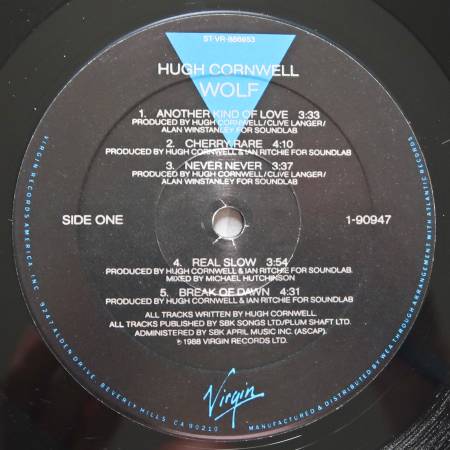 ST-VR-886953
HUGH CORNWELL
WOLF
1. ANOTHER KIND OF LOVE 3:33
PRODUCED BY HUGH CORNWELL/CLIVE LANGER/
ALAN WINSTANLEY FOR SOUNDLAB
2. CHERRY RARE 4:10
PRODUCED BY HUGH CORNWELL & IAN RITCHIE FOR SOUNDLAB
3. NEVER NEVER 3:37
PRODUCED BY HUGH CORNWELL/CLIVE LANGER/
ALAN WINSTANLEY FOR SOUNDLAB
SIDE ONE
1-90947
4. REAL SLOW 3:54
PRODUCED BY HUGH CORNWELL & IAN RITCHIE FOR SOUNDLAB
MIXED BY MICHAEL HUTCHINSON
5. BREAK OF DAWN 4:31
PRODUCED BY HUGH CORNWELL & IAN RITCHIE FOR SOUNDLAB
ALL TRACKS WRITTEN BY HUGH CORNWELL.
ALL TRACKS PUBLISHED BY SBK SONGS LTD/PLUM SHAFT LTD.
ADMINISTERED BY SBK APRIL MUSIC INC (ASCAP).
℗ 1988 VIRGIN RECORDS LTD.
Virgin
VIRGIN RECORDS AMERICA, INC. 9247 ALDEN DRIVE, BEVERLY HILLS, CA 90210
MANUFACTURED & DISTRIBUTED BY WEA THROUGH ARRANGEMENT WITH ATLANTIC RECORDS